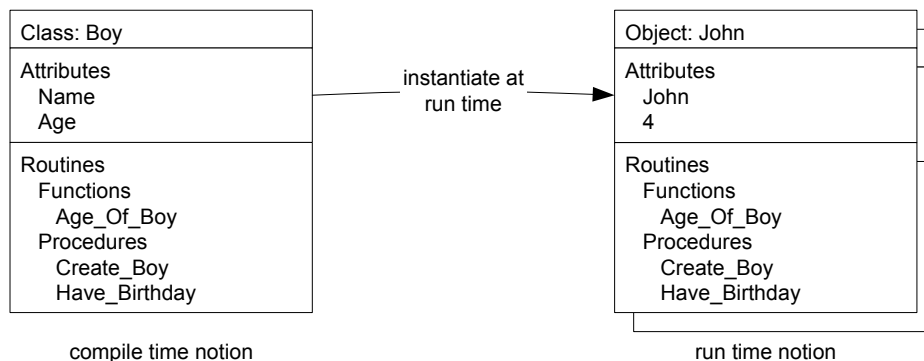 Class: Boy
Attributes
Name
Age
Routines
Functions
Age_Of_Boy
Procedures
Create_Boy
Have_Birthday
compile time notion
instantiate at
run time
Object: John
Attributes
John
4
Routines
Functions
Age_Of_Boy
Procedures
Create_Boy
Have_Birthday
run time notion